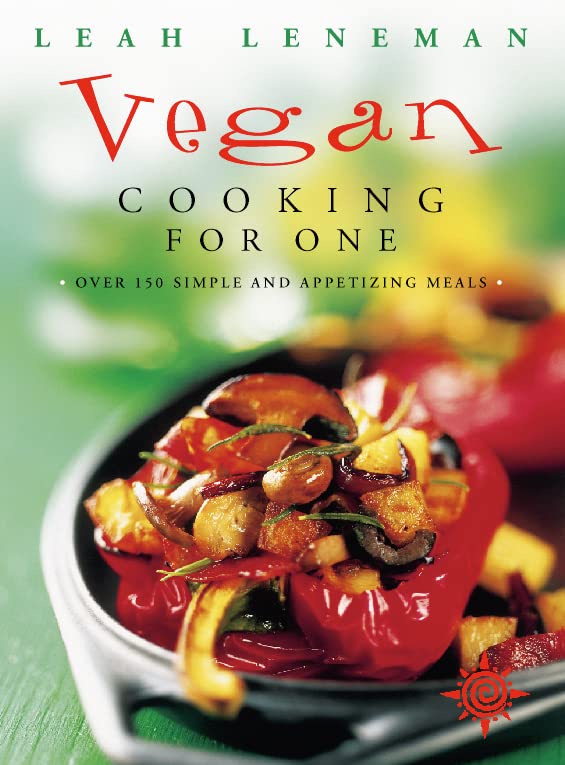 LEAH LENEMAN
Vegan
COOKING
FOR ONE
• OVER 150 SIMPLE AND APPETIZING MEALS •